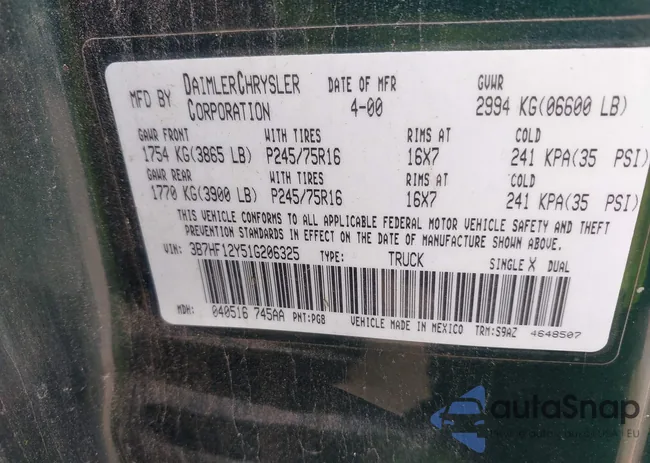 MFD BY DAIMLERCHRYSLER CORPORATION DATE OF MFR 4-00 GVWR 2994 KG(06600 LB)
GAWR FRONT WITH TIRES RIMS AT COLD
1754 KG(3865 LB) P245/75R16 16X7 241 KPA(35 PSI)
GAWR REAR WITH TIRES RIMS AT COLD
1770 KG(3900 LB) P245/75R16 16X7 241 KPA(35 PSI)
THIS VEHICLE CONFORMS TO ALL APPLICABLE FEDERAL MOTOR VEHICLE SAFETY AND THEFT
PREVENTION STANDARDS IN EFFECT ON THE DATE OF MANUFACTURE SHOWN ABOVE.
VIN: 3B7HF12Y51G206325 TYPE: TRUCK SINGLE X DUAL
MDH: 040516 745AA PNT:PG8 VEHICLE MADE IN MEXICO TRM:S9AZ 4648507
autoSnap